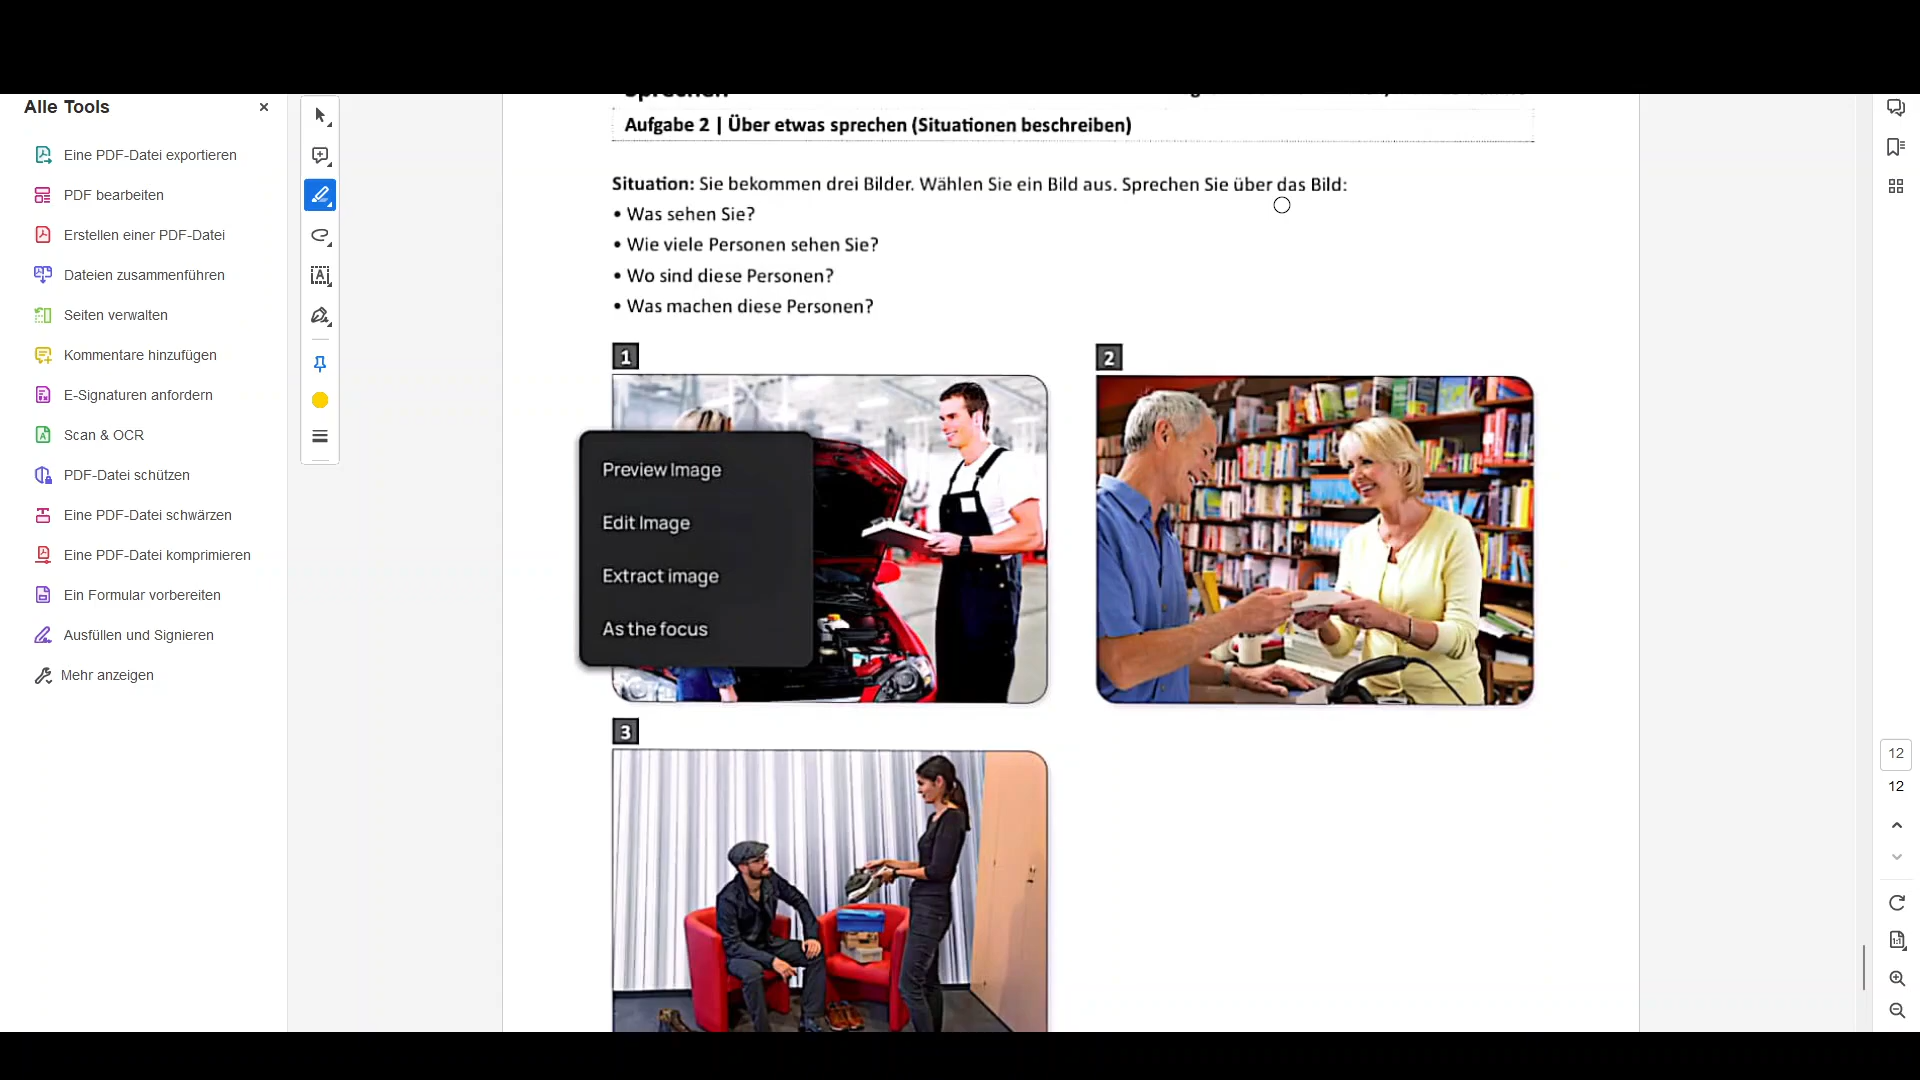 Alle Tools
Eine PDF-Datei exportieren
PDF bearbeiten
Erstellen einer PDF-Datei
Dateien zusammenführen
Seiten verwalten
Kommentare hinzufügen
E-Signaturen anfordern
Scan & OCR
PDF-Datei schützen
Eine PDF-Datei schwärzen
Eine PDF-Datei komprimieren
Ein Formular vorbereiten
Ausfüllen und Signieren
Mehr anzeigen
Sprechen
Aufgabe 2 | Über etwas sprechen (Situationen beschreiben)
Situation: Sie bekommen drei Bilder. Wählen Sie ein Bild aus. Sprechen Sie über das Bild:
• Was sehen Sie?
• Wie viele Personen sehen Sie?
• Wo sind diese Personen?
• Was machen diese Personen?
1
2
Preview Image
Edit Image
Extract image
As the focus
3
12
12